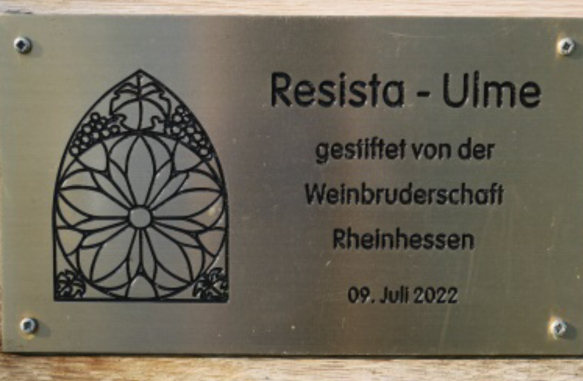 Resista - Ulme
gestiftet von der
Weinbruderschaft
Rheinhessen
09. Juli 2022